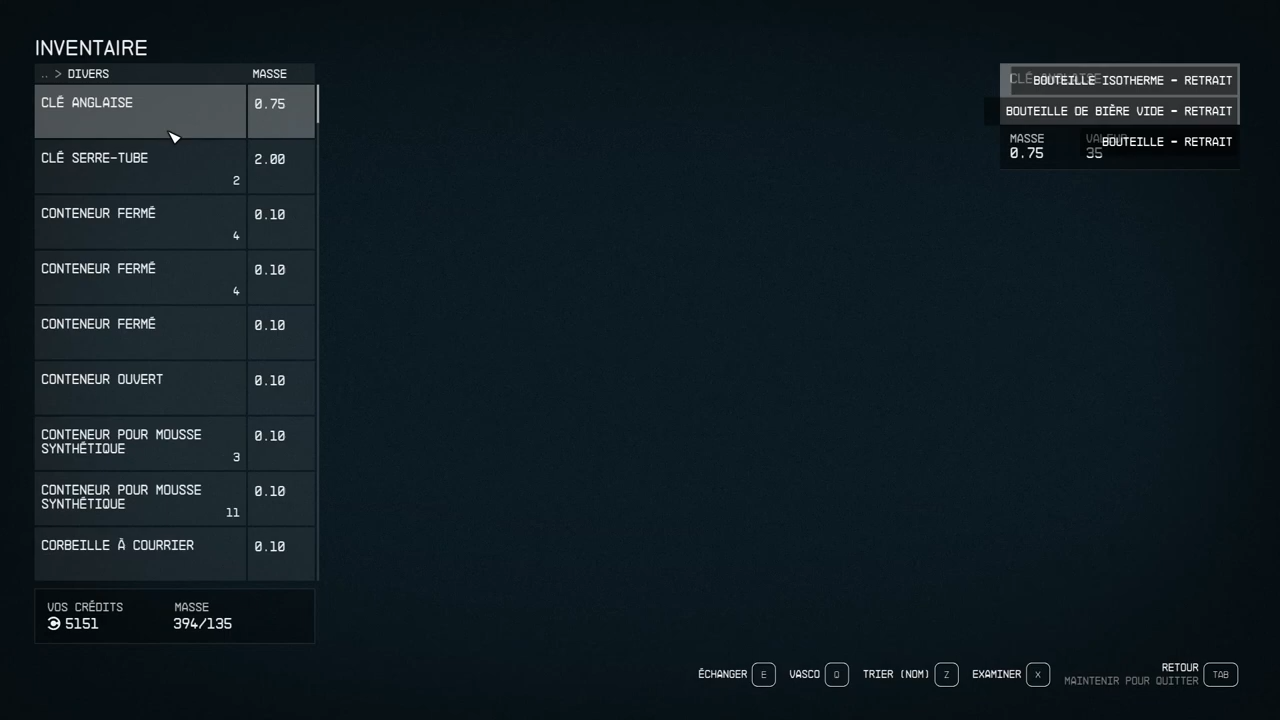 INVENTAIRE
.. > DIVERS MASSE
CLÉ ANGLAISE 0.75
CLÉ SERRE-TUBE 2.00
2
CONTENEUR FERMÉ 0.10
4
CONTENEUR FERMÉ 0.10
4
CONTENEUR FERMÉ 0.10
CONTENEUR OUVERT 0.10
CONTENEUR POUR MOUSSE 0.10
SYNTHÉTIQUE
3
CONTENEUR POUR MOUSSE 0.10
SYNTHÉTIQUE
11
CORBEILLE À COURRIER 0.10
VOS CRÉDITS MASSE
5151 394/135
CLÉ ANGLAISE
BOUTEILLE ISOTHERME - RETRAIT
BOUTEILLE DE BIÈRE VIDE - RETRAIT
MASSE VALEUR
BOUTEILLE - RETRAIT
0.75 35
ÉCHANGER E VASCO Q TRIER (NOM) Z EXAMINER X RETOUR TAB
MAINTENIR POUR QUITTER